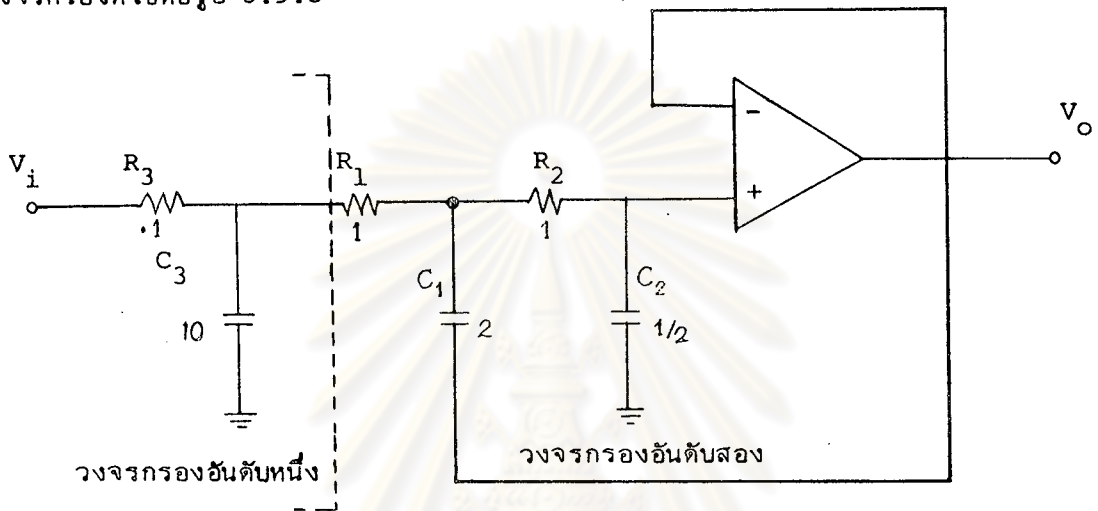 V_o
V_i
R_3
.1
C_3
10
R_1
1
R_2
1
C_1
2
C_2
1/2
-
+
วงจรกรองอันดับหนึ่ง
วงจรกรองอันดับสอง